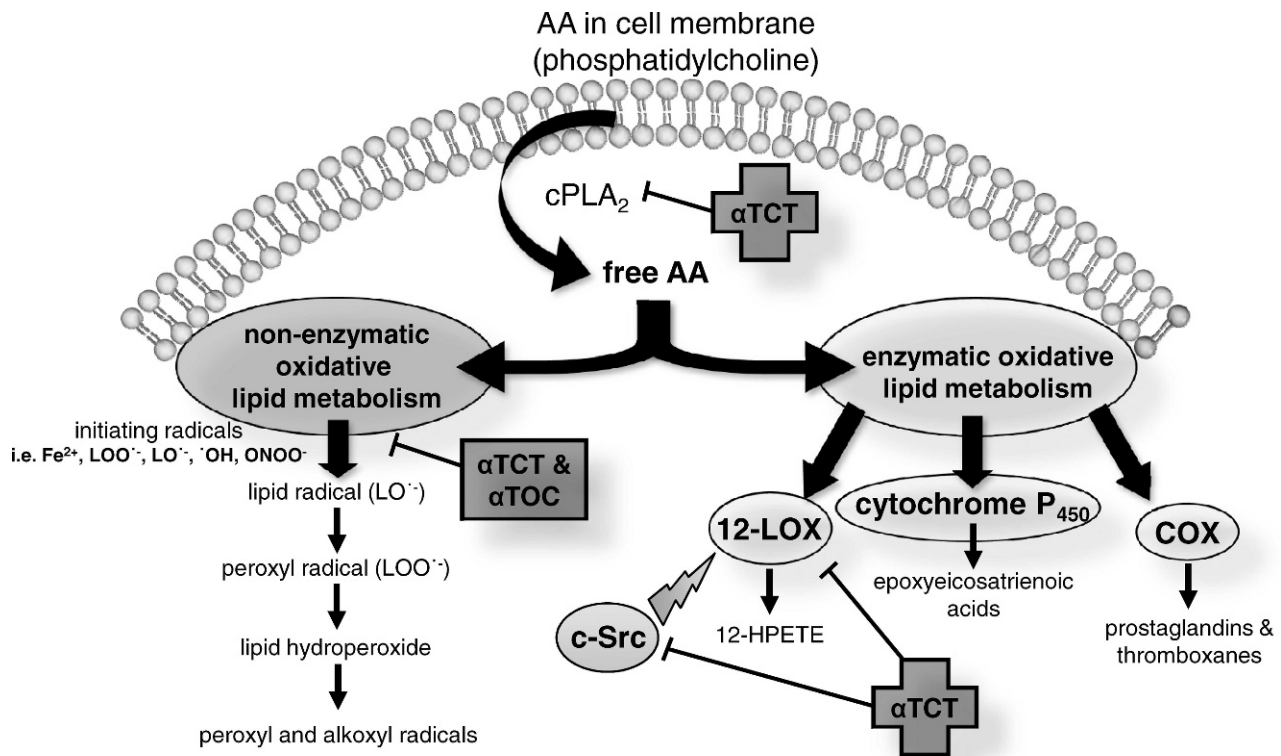 AA in cell membrane
(phosphatidylcholine)
cPLA₂
αTCT
free AA
non-enzymatic
oxidative
lipid metabolism
enzymatic oxidative
lipid metabolism
initiating radicals
i.e. Fe²⁺, LOO˙⁻, LO˙⁻, ˙OH, ONOO⁻
αTCT &
αTOC
lipid radical (LO˙⁻)
peroxyl radical (LOO˙⁻)
lipid hydroperoxide
peroxyl and alkoxyl radicals
12-LOX
cytochrome P₄₅₀
COX
epoxyeicosatrienoic
acids
c-Src
12-HPETE
prostaglandins &
thromboxanes
αTCT